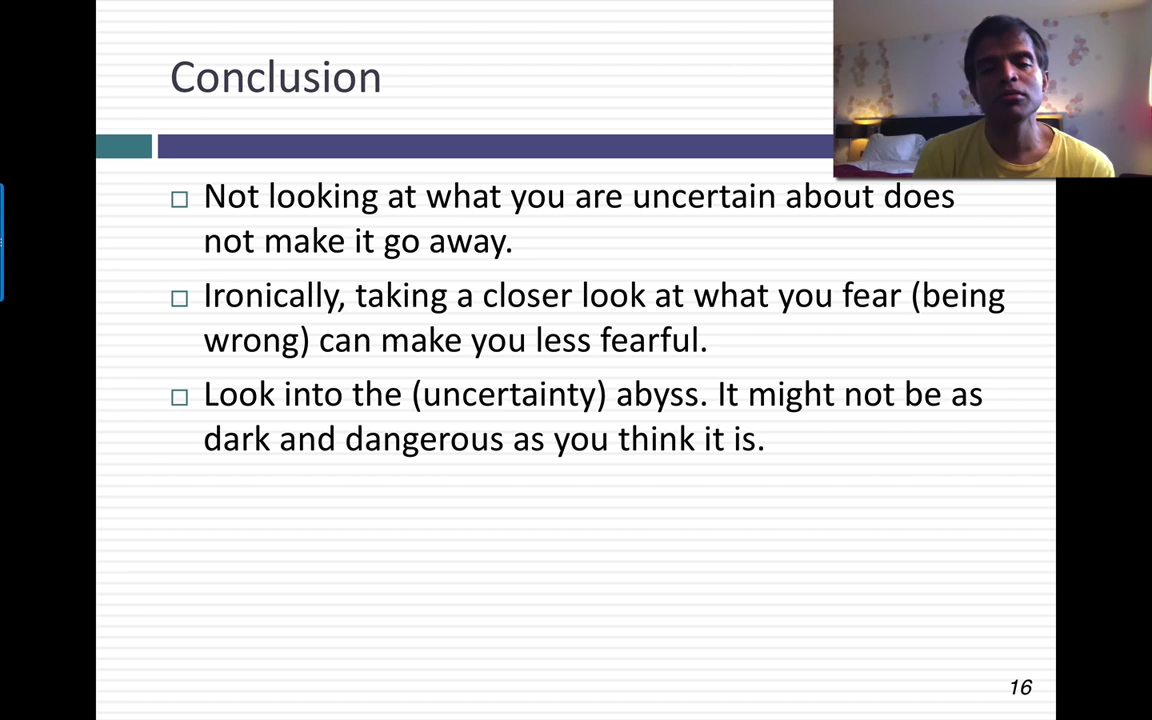 Conclusion
Not looking at what you are uncertain about does
not make it go away.
Ironically, taking a closer look at what you fear (being
wrong) can make you less fearful.
Look into the (uncertainty) abyss. It might not be as
dark and dangerous as you think it is.
16